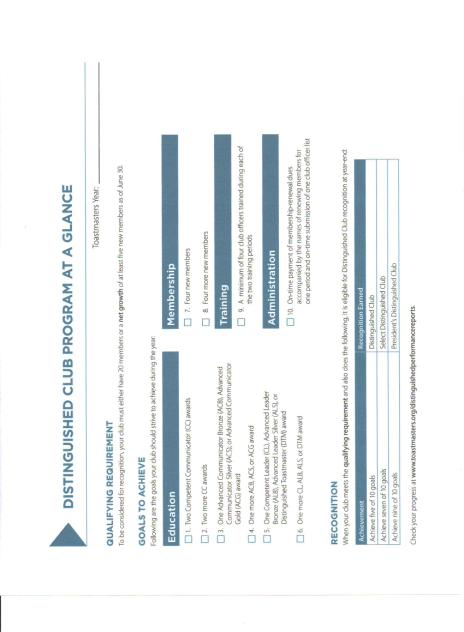 DISTINGUISHED CLUB PROGRAM AT A GLANCE
Toastmasters Year:
QUALIFYING REQUIREMENT
To be considered for recognition, your club must either have 20 members or a net growth of at least five new members as of June 30.
GOALS TO ACHIEVE
Following are the goals your club should strive to achieve during the year.
Education
1. Two Competent Communicator (CC) awards
2. Two more CC awards
3. One Advanced Communicator Bronze (ACB), Advanced
Communicator Silver (ACS), or Advanced Communicator
Gold (ACG) award
4. One more ACB, ACS, or ACG award
5. One Competent Leader (CL), Advanced Leader
Bronze (ALB), Advanced Leader Silver (ALS), or
Distinguished Toastmaster (DTM) award
6. One more CL, ALB, ALS, or DTM award
Membership
7. Four new members
8. Four more new members
Training
9. A minimum of four club officers trained during each of
the two training periods
Administration
10. On-time payment of membership-renewal dues
accompanied by the names of renewing members for
one period and on-time submission of one club officer list
RECOGNITION
When your club meets the qualifying requirement and also does the following, it is eligible for Distinguished Club recognition at year-end:
Achievement Recognition Earned
Achieve five of 10 goals Distinguished Club
Achieve seven of 10 goals Select Distinguished Club
Achieve nine of 10 goals President's Distinguished Club
Check your progress at www.toastmasters.org/distinguishedperformancereports.